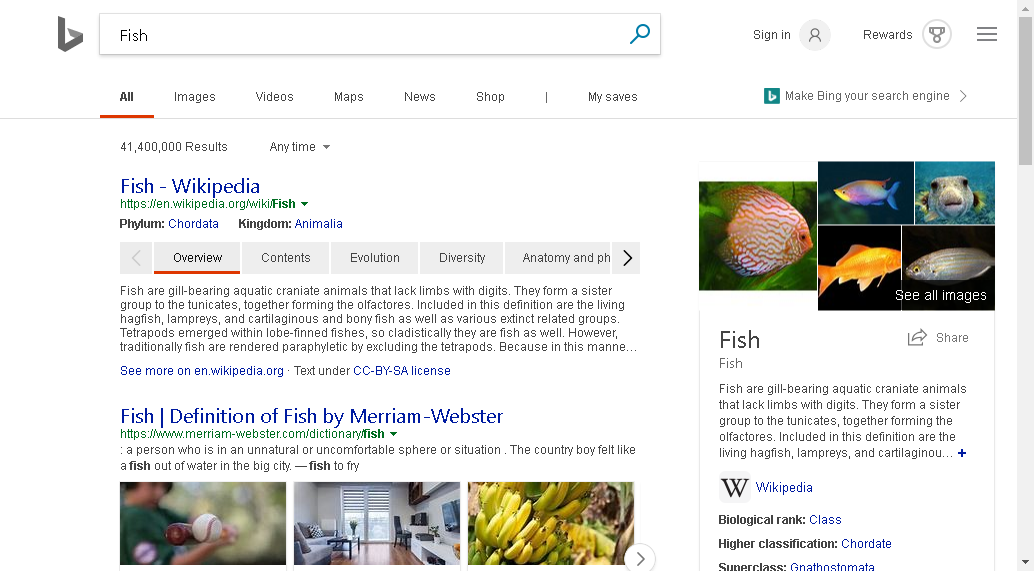 Fish
Sign in
Rewards
All
Images
Videos
Maps
News
Shop
|
My saves
Make Bing your search engine
41,400,000 Results
Any time
Fish - Wikipedia
https://en.wikipedia.org/wiki/Fish
Phylum: Chordata Kingdom: Animalia
Overview
Contents
Evolution
Diversity
Anatomy and ph
Fish are gill-bearing aquatic craniate animals that lack limbs with digits. They form a sister
group to the tunicates, together forming the olfactores. Included in this definition are the living
hagfish, lampreys, and cartilaginous and bony fish as well as various extinct related groups.
Tetrapods emerged within lobe-finned fishes, so cladistically they are fish as well. However,
traditionally fish are rendered paraphyletic by excluding the tetrapods. Because in this manne…
See more on en.wikipedia.org · Text under CC-BY-SA license
Fish | Definition of Fish by Merriam-Webster
https://www.merriam-webster.com/dictionary/fish
: a person who is in an unnatural or uncomfortable sphere or situation . The country boy felt like
a fish out of water in the big city. — fish to fry
See all images
Fish
Share
Fish
Fish are gill-bearing aquatic craniate animals
that lack limbs with digits. They form a sister
group to the tunicates, together forming the
olfactores. Included in this definition are the
living hagfish, lampreys, and cartilaginou… +
W Wikipedia
Biological rank: Class
Higher classification: Chordate
Superclass: Gnathostomata